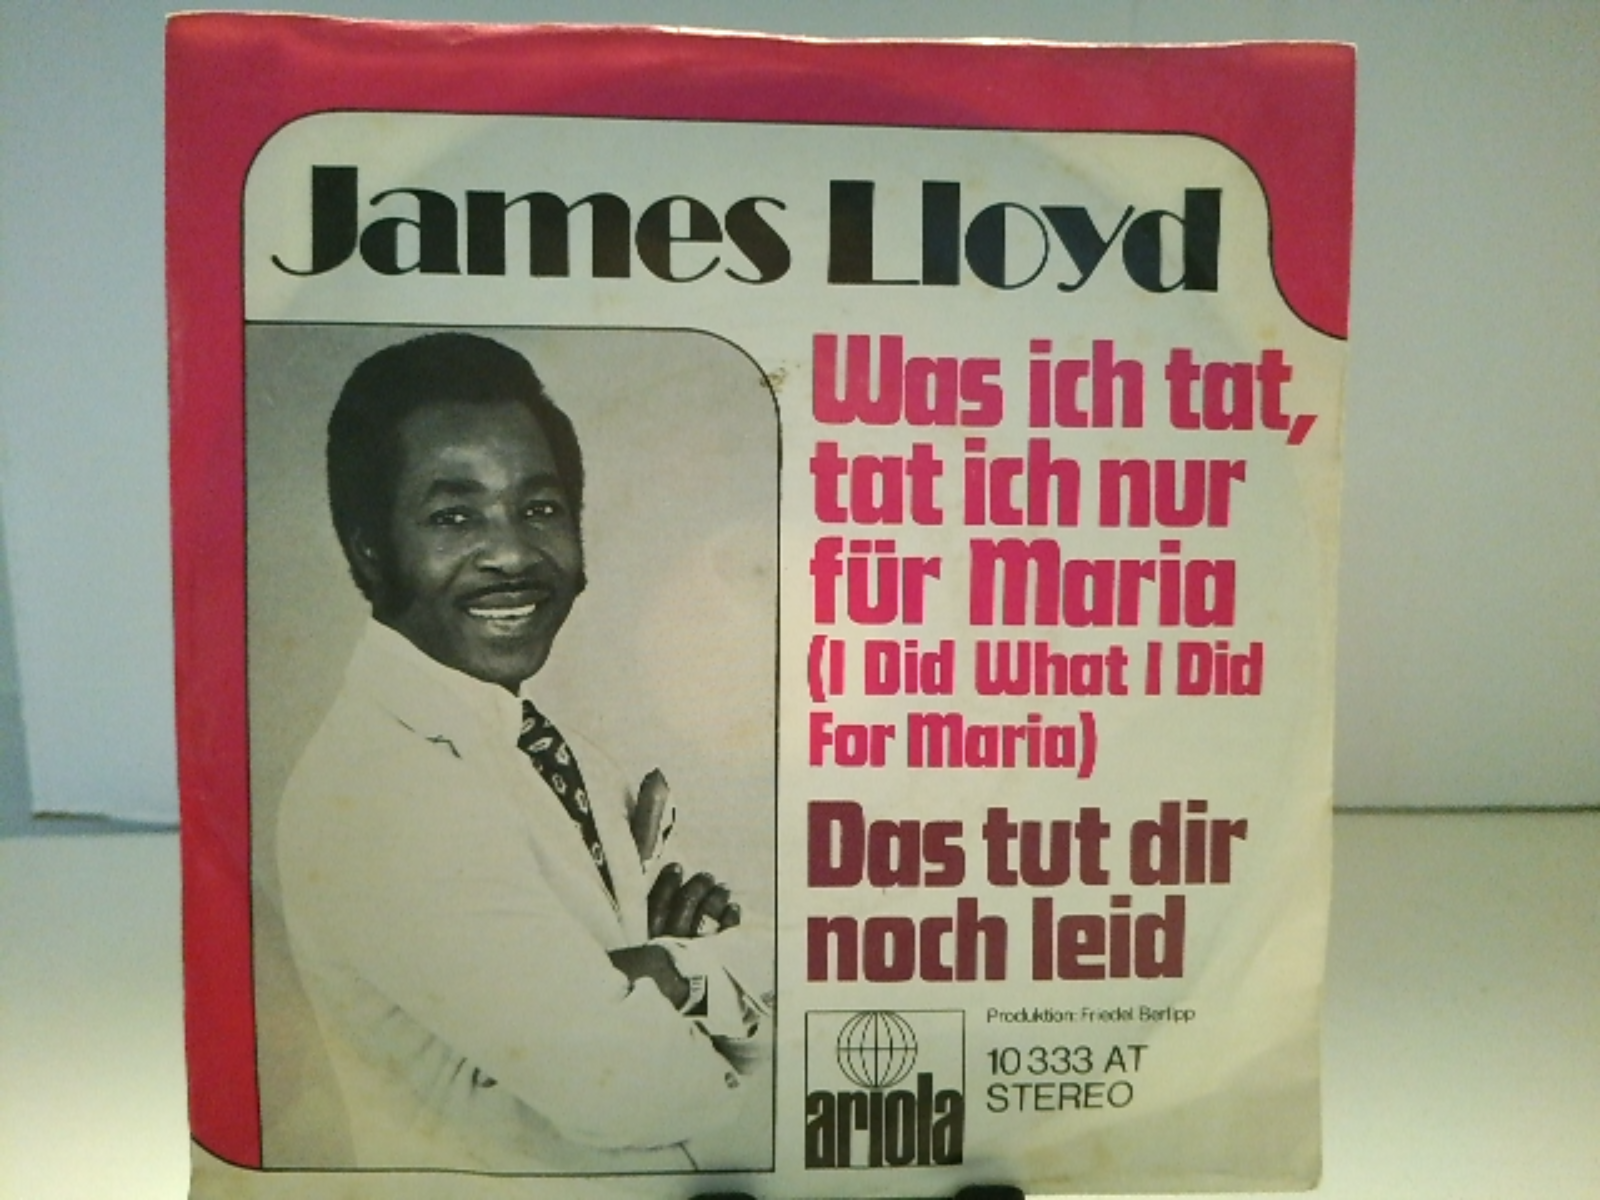 James Lloyd
Was ich tat,
tat ich nur
für Maria
(I Did What I Did
For Maria)
Das tut dir
noch leid
ariola
Produktion: Friedel Berlipp
10 333 AT
STEREO